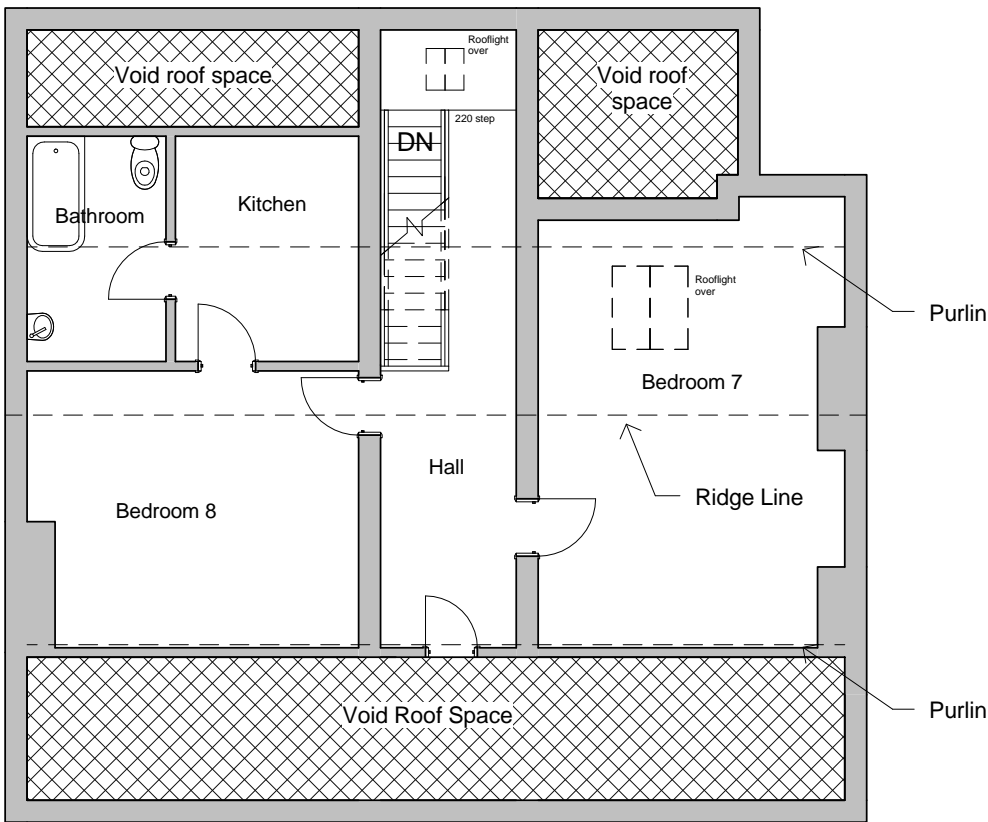 Rooflight
over
Void roof space
Void roof
space
220 step
DN
Kitchen
Bathroom
Rooflight
over
Purlin
Bedroom 7
Hall
Ridge Line
Bedroom 8
Purlin
Void Roof Space